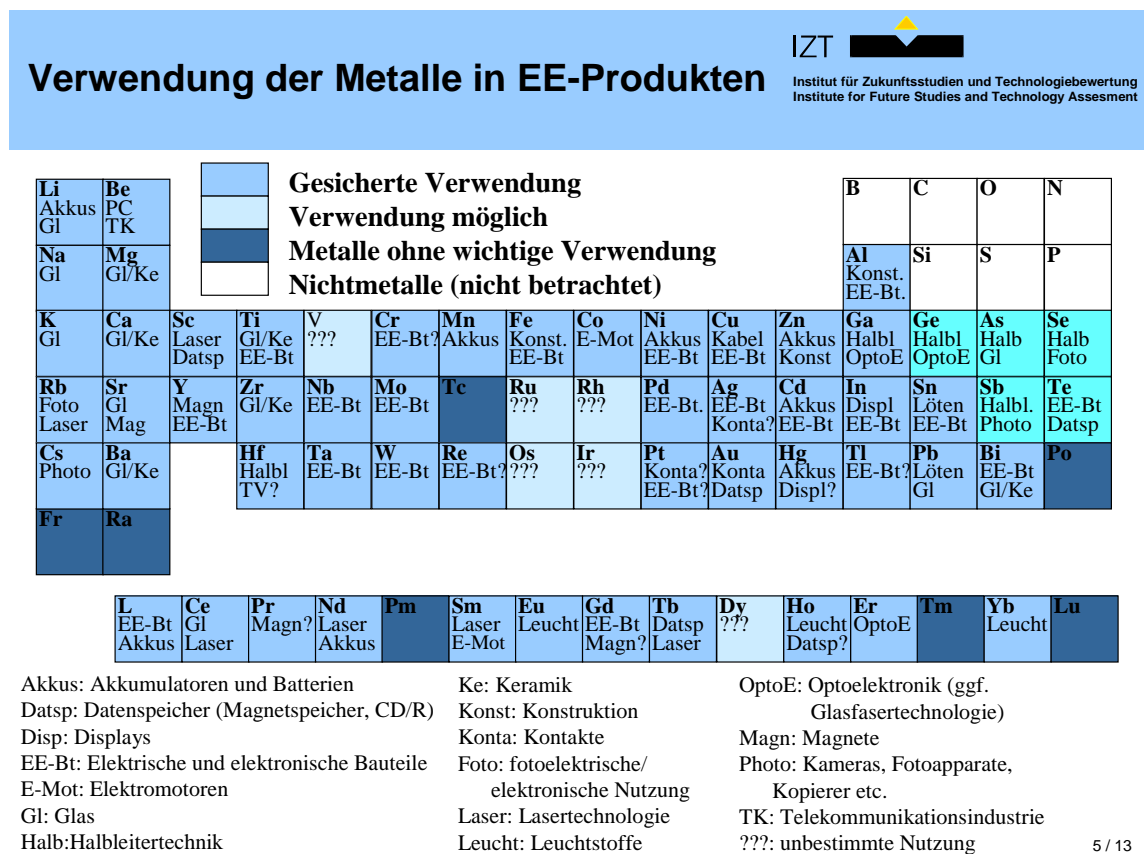 Verwendung der Metalle in EE-Produkten
IZT
Institut für Zukunftsstudien und Technologiebewertung
Institute for Future Studies and Technology Assesment
Gesicherte Verwendung
Verwendung möglich
Metalle ohne wichtige Verwendung
Nichtmetalle (nicht betrachtet)
Li
Akkus
Gl
Be
PC
TK
B
C
O
N
Na
Gl
Mg
Gl/Ke
Al
Konst.
EE-Bt.
Si
S
P
K
Gl
Ca
Gl/Ke
Sc
Laser
Datsp
Ti
Gl/Ke
EE-Bt
V
???
Cr
EE-Bt?
Mn
Akkus
Fe
Konst.
EE-Bt
Co
E-Mot
Ni
Akkus
EE-Bt
Cu
Kabel
EE-Bt
Zn
Akkus
Konst
Ga
Halbl
OptoE
Ge
Halbl
OptoE
As
Halb
Gl
Se
Halb
Foto
Rb
Foto
Laser
Sr
Gl
Mag
Y
Magn
EE-Bt
Zr
Gl/Ke
Nb
EE-Bt
Mo
EE-Bt
Tc
Ru
???
Rh
???
Pd
EE-Bt.
Ag
EE-Bt
Konta?
Cd
Akkus
EE-Bt
In
Displ
EE-Bt
Sn
Löten
EE-Bt
Sb
Halbl.
Photo
Te
EE-Bt
Datsp
Cs
Photo
Ba
Gl/Ke
Hf
Halbl
TV?
Ta
EE-Bt
W
EE-Bt
Re
EE-Bt?
Os
???
Ir
???
Pt
Konta?
EE-Bt?
Au
Konta
Datsp
Hg
Akkus
Displ?
Tl
EE-Bt?
Pb
Löten
Gl
Bi
EE-Bt
Gl/Ke
Po
Fr
Ra
L
EE-Bt
Akkus
Ce
Gl
Laser
Pr
Magn?
Nd
Laser
Akkus
Pm
Sm
Laser
E-Mot
Eu
Leucht
Gd
EE-Bt
Magn?
Tb
Datsp
Laser
Dy
???
Ho
Leucht
Datsp?
Er
OptoE
Tm
Yb
Leucht
Lu
Akkus: Akkumulatoren und Batterien
Datsp: Datenspeicher (Magnetspeicher, CD/R)
Disp: Displays
EE-Bt: Elektrische und elektronische Bauteile
E-Mot: Elektromotoren
Gl: Glas
Halb:Halbleitertechnik
Ke: Keramik
Konst: Konstruktion
Konta: Kontakte
Foto: fotoelektrische/
elektronische Nutzung
Laser: Lasertechnologie
Leucht: Leuchtstoffe
OptoE: Optoelektronik (ggf.
Glasfasertechnologie)
Magn: Magnete
Photo: Kameras, Fotoapparate,
Kopierer etc.
TK: Telekommunikationsindustrie
???: unbestimmte Nutzung
5 / 13